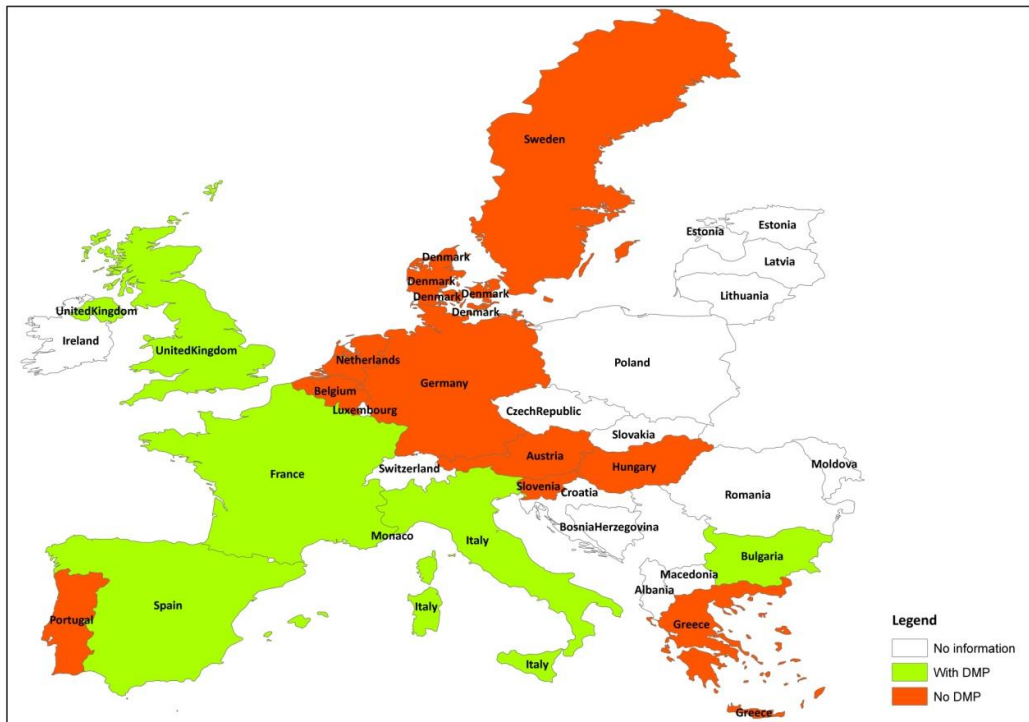 Sweden
Estonia
Estonia
Latvia
Lithuania
Denmark
Denmark
Denmark
Denmark
Denmark
UnitedKingdom
Ireland
UnitedKingdom
Netherlands
Belgium
Luxembourg
Germany
Poland
CzechRepublic
Slovakia
Austria
Hungary
Moldova
France
Switzerland
Slovenia
Croatia
Romania
BosniaHerzegovina
Monaco
Italy
Bulgaria
Macedonia
Albania
Portugal
Spain
Italy
Italy
Greece
Greece
Legend
No information
With DMP
No DMP